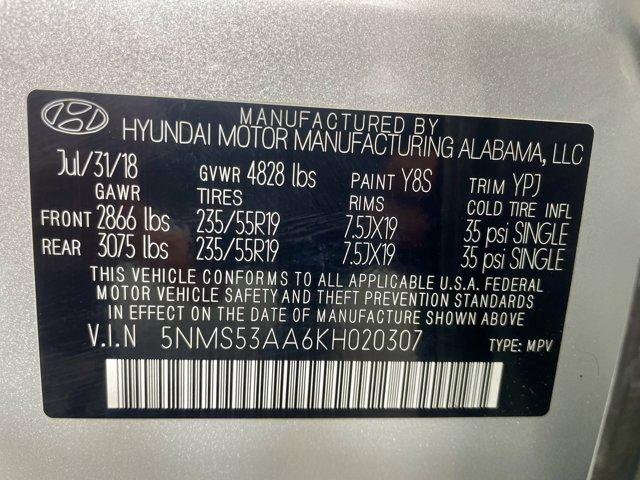 MANUFACTURED BY
HYUNDAI MOTOR MANUFACTURING ALABAMA, LLC
Jul/31/18 GVWR 4828 lbs PAINT Y8S TRIM YPJ
GAWR TIRES RIMS COLD TIRE INFL
FRONT 2866 lbs 235/55R19 7.5JX19 35 psi SINGLE
REAR 3075 lbs 235/55R19 7.5JX19 35 psi SINGLE
THIS VEHICLE CONFORMS TO ALL APPLICABLE U.S.A. FEDERAL
MOTOR VEHICLE SAFETY AND THEFT PREVENTION STANDARDS
IN EFFECT ON THE DATE OF MANUFACTURE SHOWN ABOVE
V.I.N 5NMS53AA6KH020307 TYPE: MPV